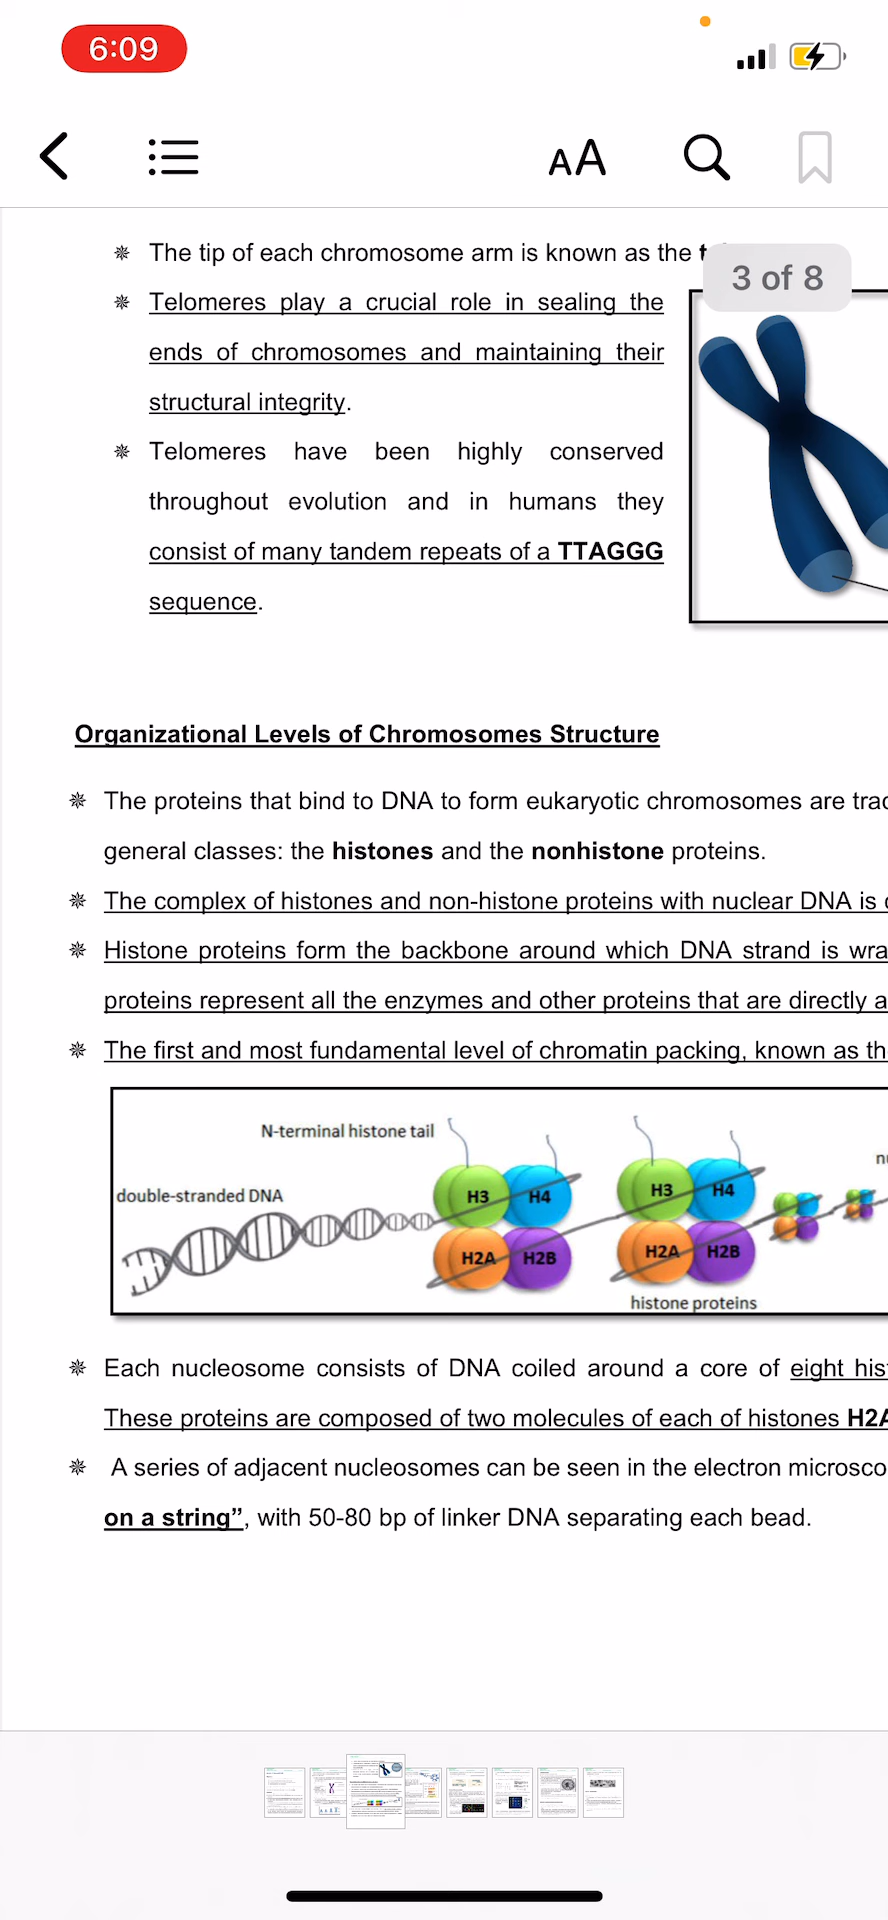 6:09
AA
The tip of each chromosome arm is known as the
3 of 8
Telomeres play a crucial role in sealing the
ends of chromosomes and maintaining their
structural integrity.
Telomeres have been highly conserved
throughout evolution and in humans they
consist of many tandem repeats of a TTAGGG
sequence.
Organizational Levels of Chromosomes Structure
The proteins that bind to DNA to form eukaryotic chromosomes are
general classes: the histones and the nonhistone proteins.
The complex of histones and non-histone proteins with nuclear DNA is
Histone proteins form the backbone around which DNA strand is
proteins represent all the enzymes and other proteins that are directly
The first and most fundamental level of chromatin packing, known as
N-terminal histone tail
double-stranded DNA
H3 H4 H3 H4
H2A H2B H2A H2B
histone proteins
Each nucleosome consists of DNA coiled around a core of eight
These proteins are composed of two molecules of each of histones H2A
A series of adjacent nucleosomes can be seen in the electron
on a string”, with 50-80 bp of linker DNA separating each bead.